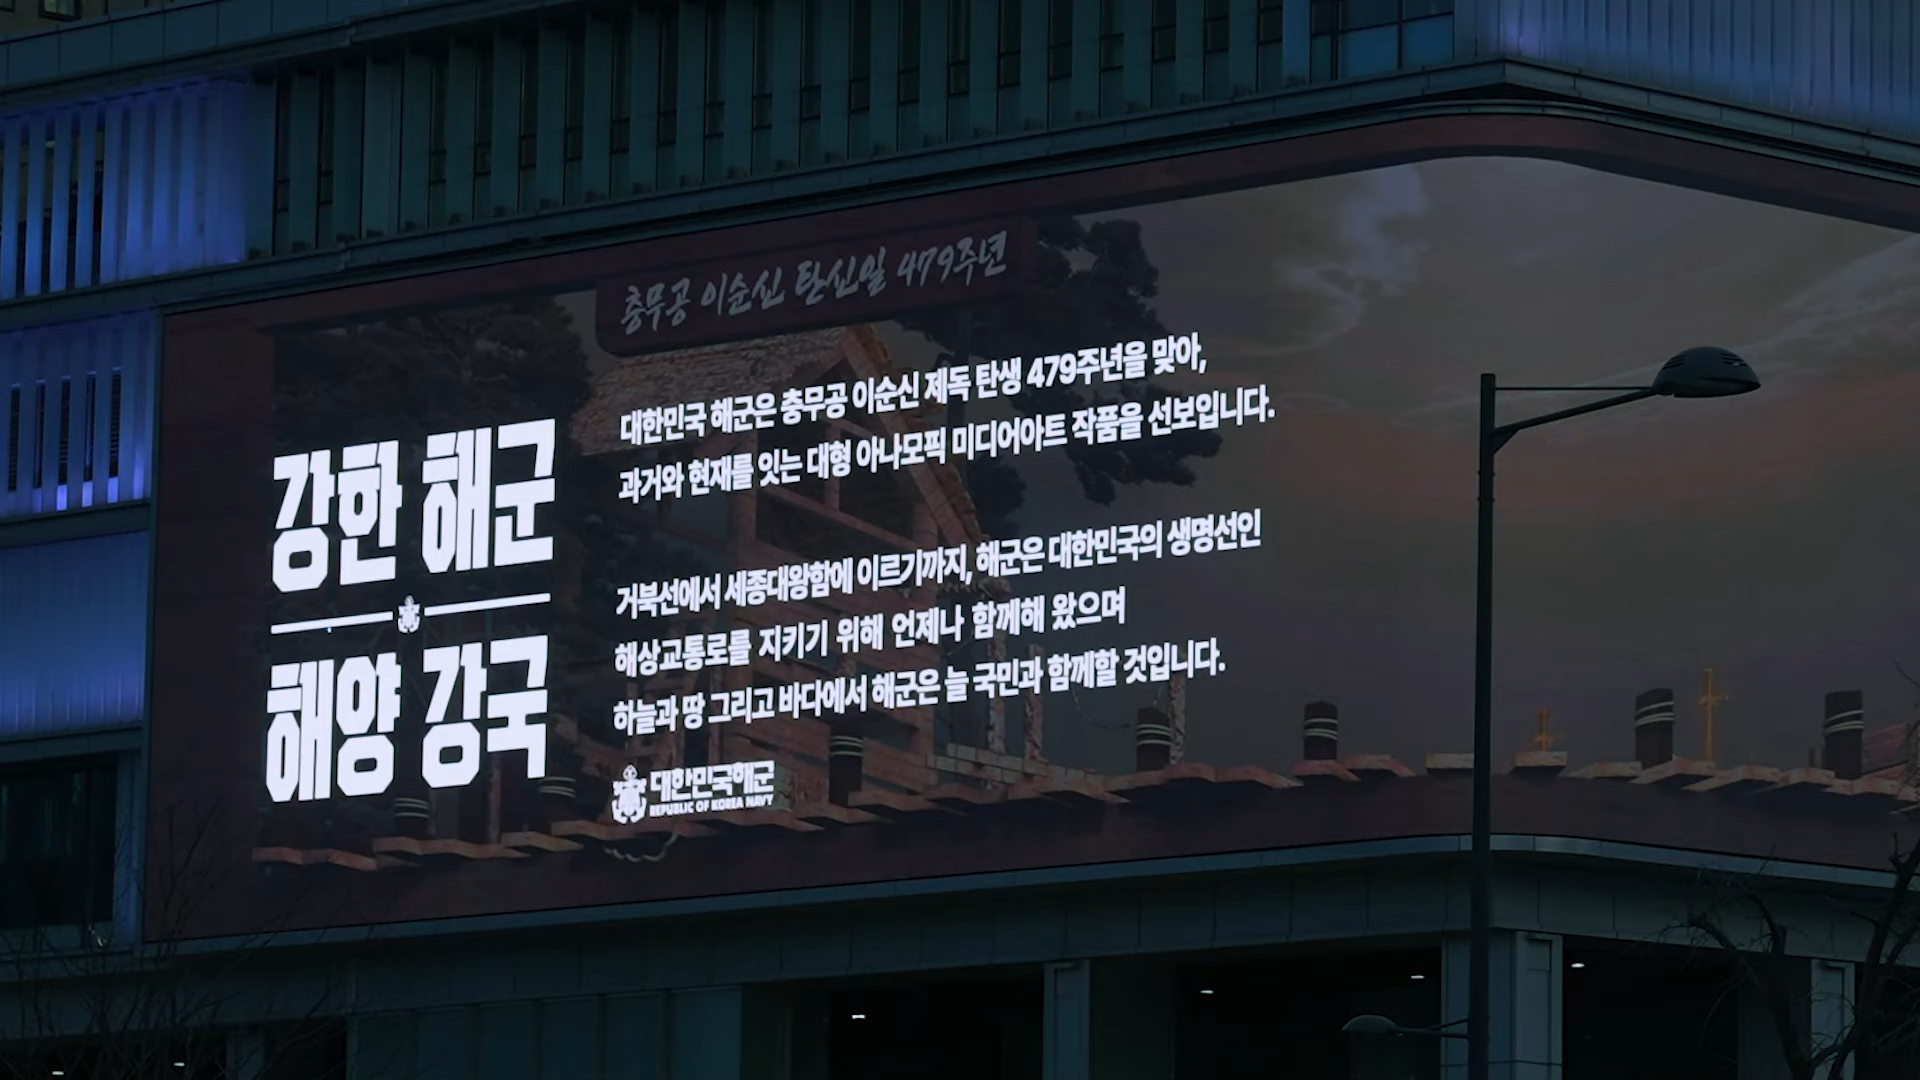 충무공 이순신 탄신일 479주년
강한 해군
해양 강국
대한민국 해군은 충무공 이순신 제독 탄생 479주년을 맞아,
과거와 현재를 잇는 대형 아나모픽 미디어아트 작품을 선보입니다.
거북선에서 세종대왕함에 이르기까지, 해군은 대한민국의 생명선인
해상교통로를 지키기 위해 언제나 함께해 왔으며
하늘과 땅 그리고 바다에서 해군은 늘 국민과 함께할 것입니다.
대한민국해군
REPUBLIC OF KOREA NAVY